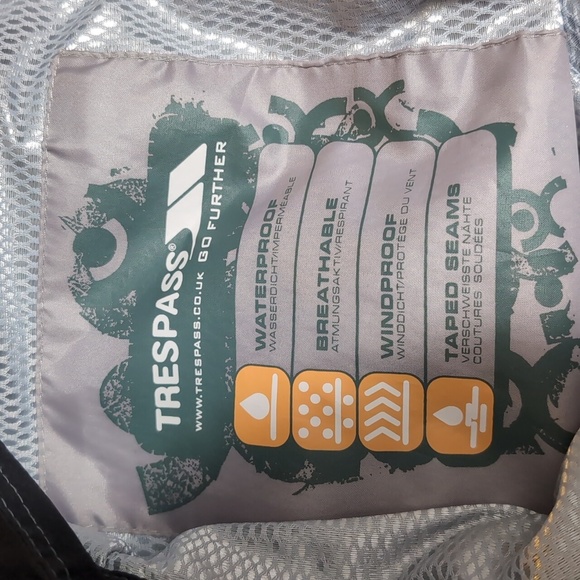 TRESPASS®
www.TRESPASS.CO.UK GO FURTHER
WATERPROOF
WASSERDICHT/IMPERMEABLE
BREATHABLE
ATMUNGSAKTIV/RESPIRANT
WINDPROOF
WINDDICHT/PROTÈGE DU VENT
TAPED SEAMS
VERSCHWEISSTE NÄHTE
COUTURES SOUDÉES